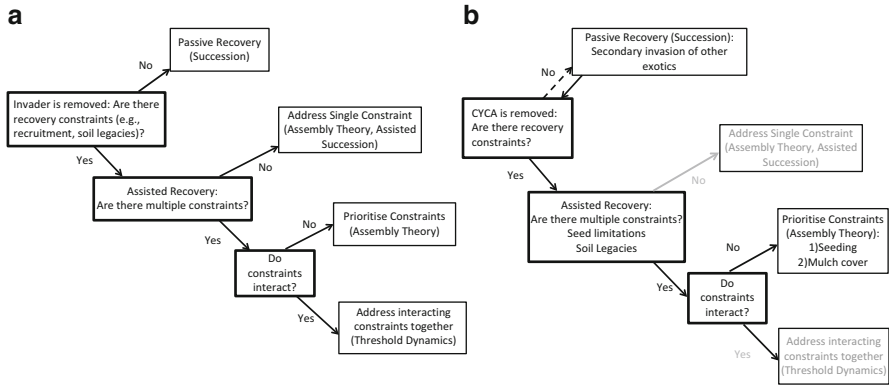 a
Passive Recovery
(Succession)
No
Invader is removed: Are there
recovery constraints (e.g.,
recruitment, soil legacies)?
Yes
Address Single Constraint
(Assembly Theory, Assisted
Succession)
No
Assisted Recovery:
Are there multiple constraints?
Yes
Prioritise Constraints
(Assembly Theory)
No
Do
constraints
interact?
Yes
Address interacting
constraints together
(Threshold Dynamics)
b
Passive Recovery (Succession):
Secondary invasion of other
exotics
No
CYCA is removed:
Are there recovery
constraints?
Yes
Address Single Constraint
(Assembly Theory, Assisted
Succession)
No
Assisted Recovery:
Are there multiple constraints?
Seed limitations
Soil Legacies
Yes
Prioritise Constraints
(Assembly Theory):
1)Seeding
2)Mulch cover
No
Do
constraints
interact?
Yes
Address interacting
constraints together
(Threshold Dynamics)